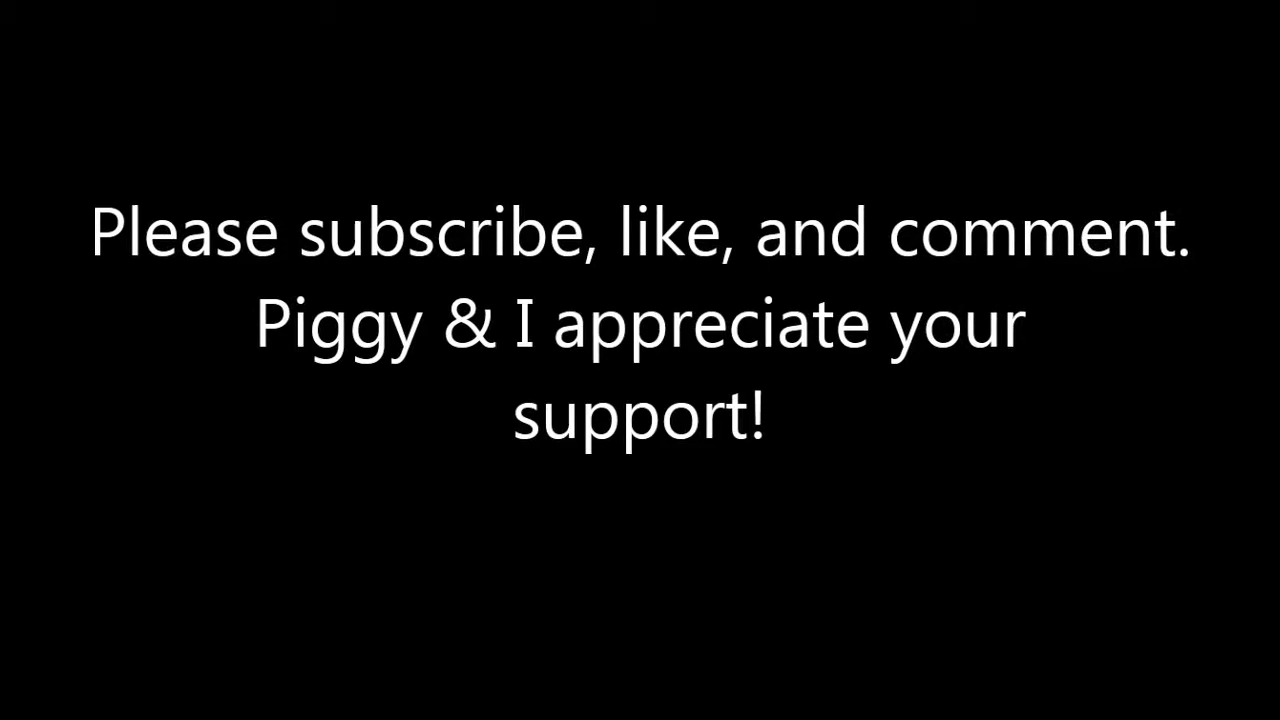 Please subscribe, like, and comment.
Piggy & I appreciate your
support!